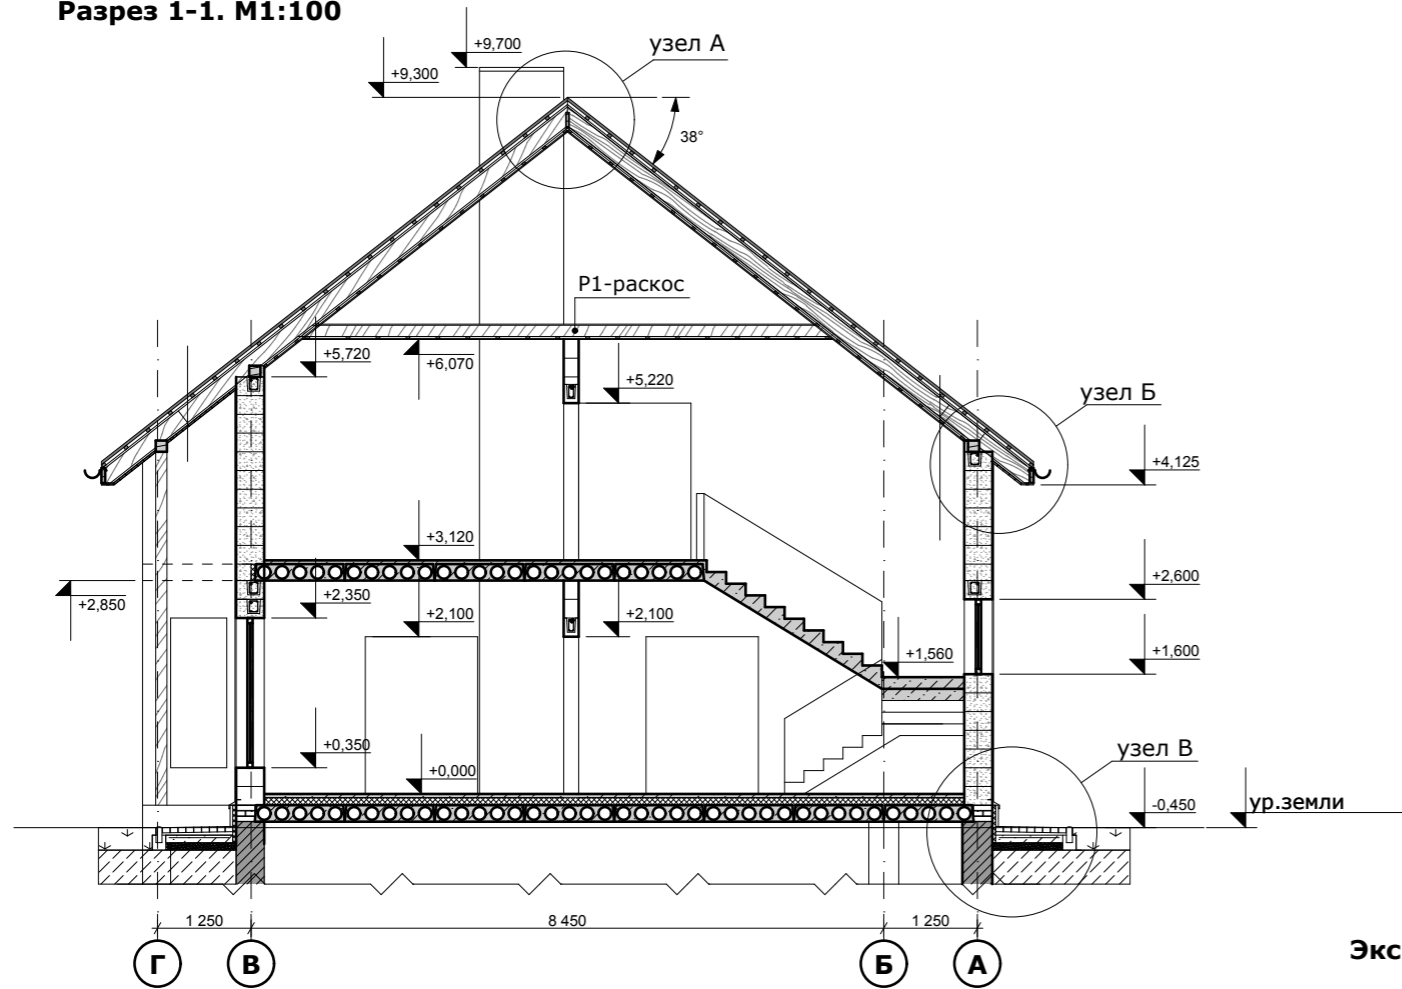 Разрез 1-1. М1:100
+9,700
узел А
+9,300
38°
Р1-раскос
+5,720
+6,070
+5,220
узел Б
+4,125
+3,120
+2,850
+2,350
+2,100
+2,100
+2,600
+1,560
+1,600
+0,350
+0,000
узел В
-0,450
ур.земли
1 250
8 450
1 250
Г
В
Б
А
Экс